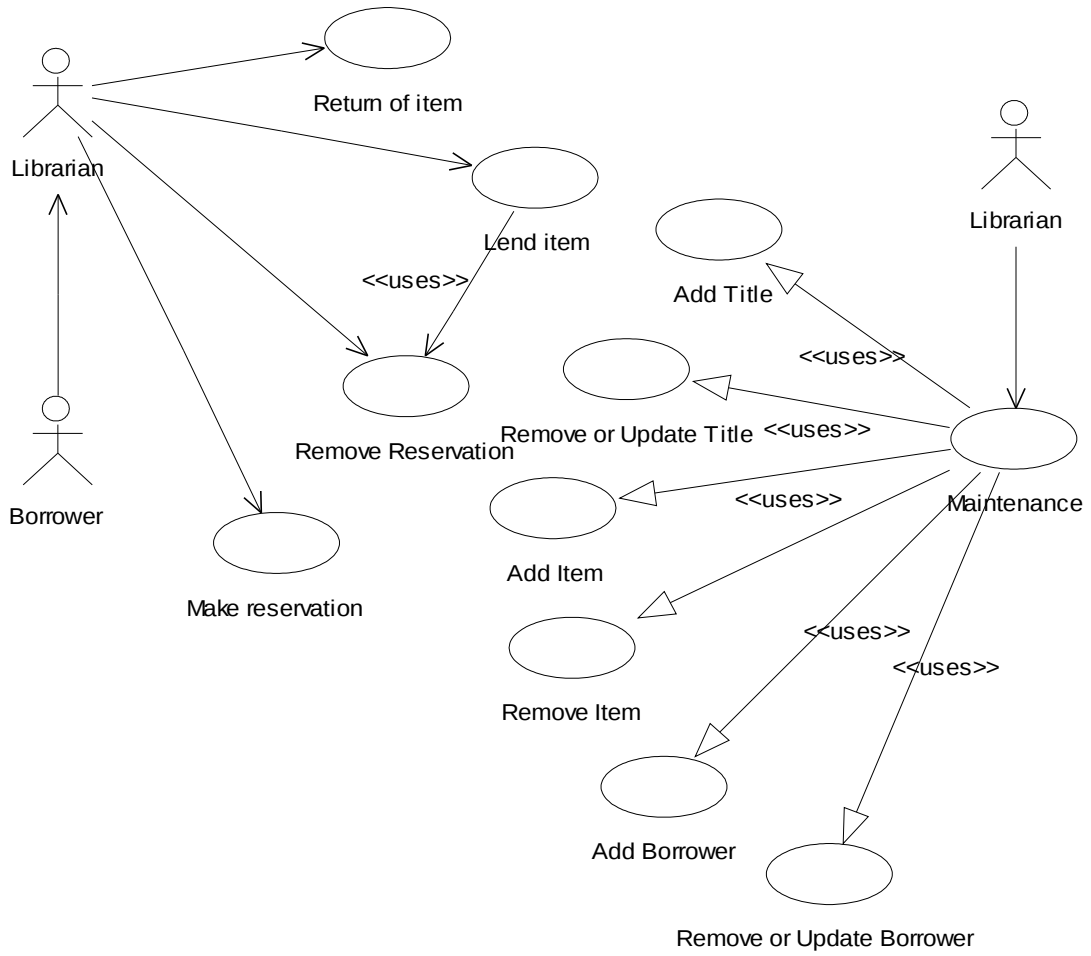 Return of item
Librarian
Librarian
Lend item
<<uses>>
Add Title
<<uses>>
Remove or Update Title
<<uses>>
Remove Reservation
<<uses>>
Maintenance
Borrower
Add Item
Make reservation
<<uses>>
<<uses>>
Remove Item
Add Borrower
Remove or Update Borrower